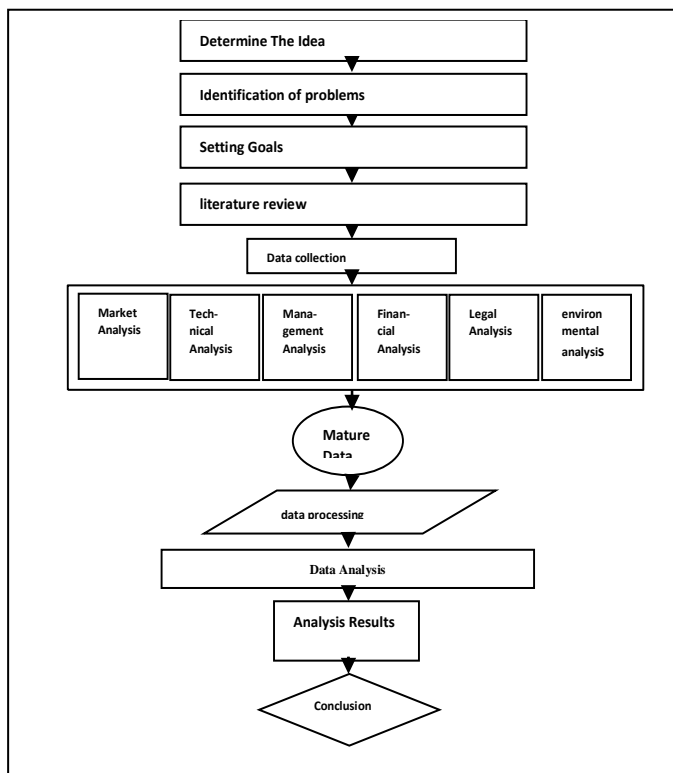 Determine The Idea
Identification of problems
Setting Goals
literature review
Data collection
Market
Analysis
Tech-
nical
Analysis
Mana-
gement
Analysis
Finan-
cial
Analysis
Legal
Analysis
environ
mental
analysis
Mature
Data
data processing
Data Analysis
Analysis Results
Conclusion